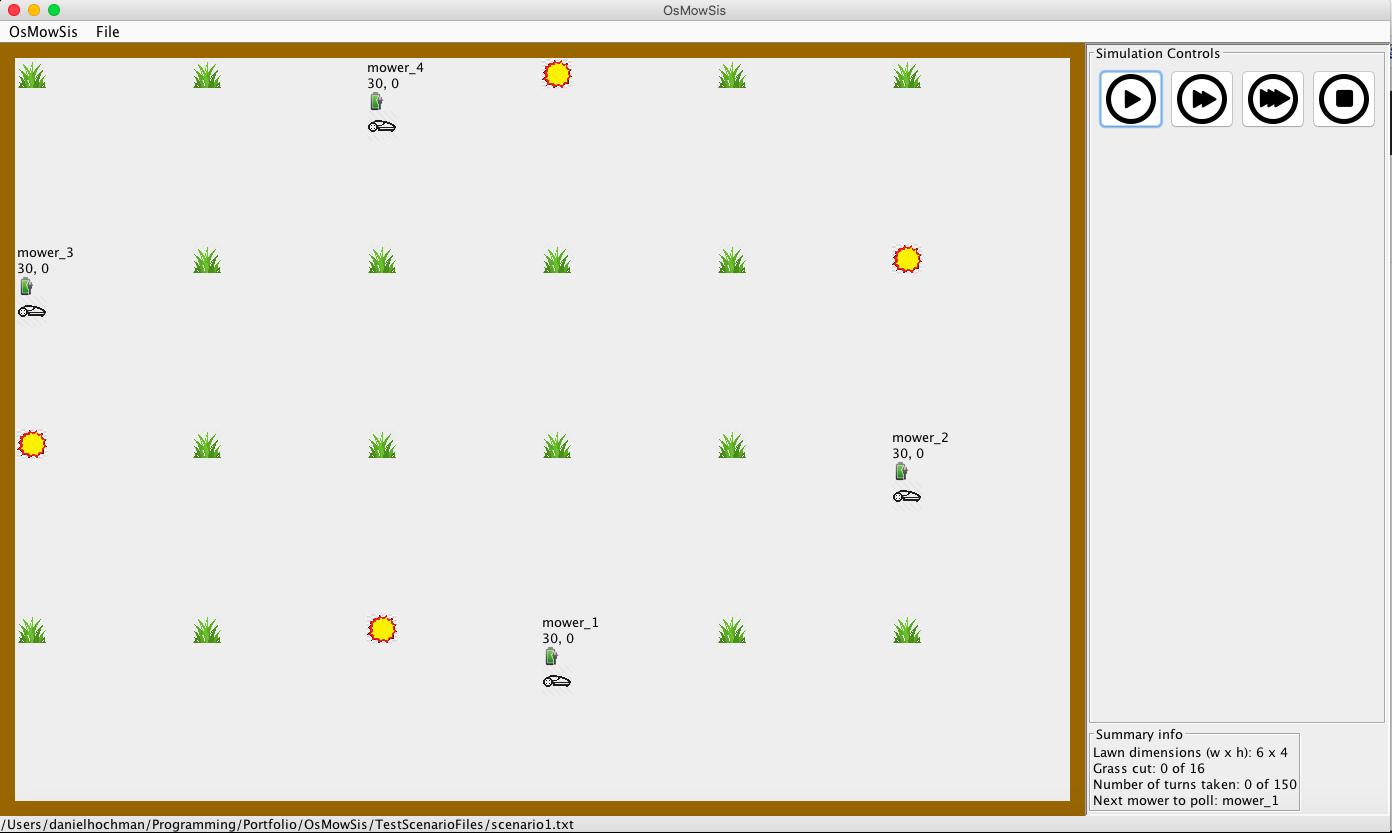 OsMowSis
OsMowSis File
mower_4
30, 0
mower_3
30, 0
mower_2
30, 0
mower_1
30, 0
Simulation Controls
Summary info
Lawn dimensions (w x h): 6 x 4
Grass cut: 0 of 16
Number of turns taken: 0 of 150
Next mower to poll: mower_1
/Users/danielhochman/Programming/Portfolio/OsMowSis/TestScenarioFiles/scenario1.txt